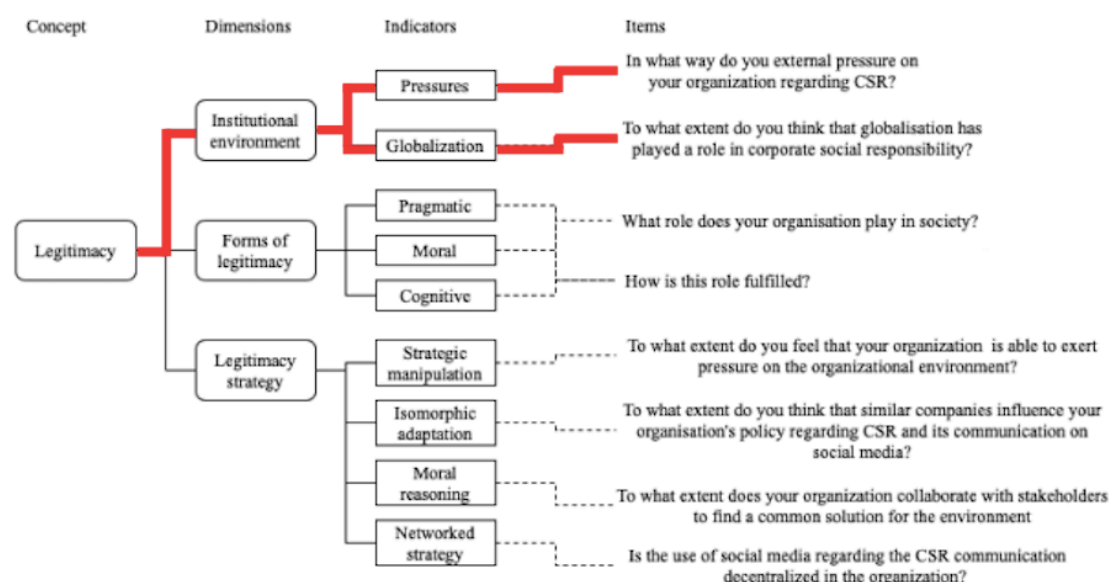 Concept Dimensions Indicators Items
In what way do you external pressure on
your organization regarding CSR?
Pressures
Institutional
environment
To what extent do you think that globalisation has
played a role in corporate social responsibility?
Globalization
Pragmatic
What role does your organisation play in society?
Legitimacy
Forms of
legitimacy
Moral
Cognitive
How is this role fulfilled?
Legitimacy
strategy
Strategic
manipulation
To what extent do you feel that your organization is able to exert
pressure on the organizational environment?
Isomorphic
adaptation
To what extent do you think that similar companies influence your
organisation's policy regarding CSR and its communication on
social media?
Moral
reasoning
To what extent does your organization collaborate with stakeholders
to find a common solution for the environment
Networked
strategy
Is the use of social media regarding the CSR communication
decentralized in the organization?